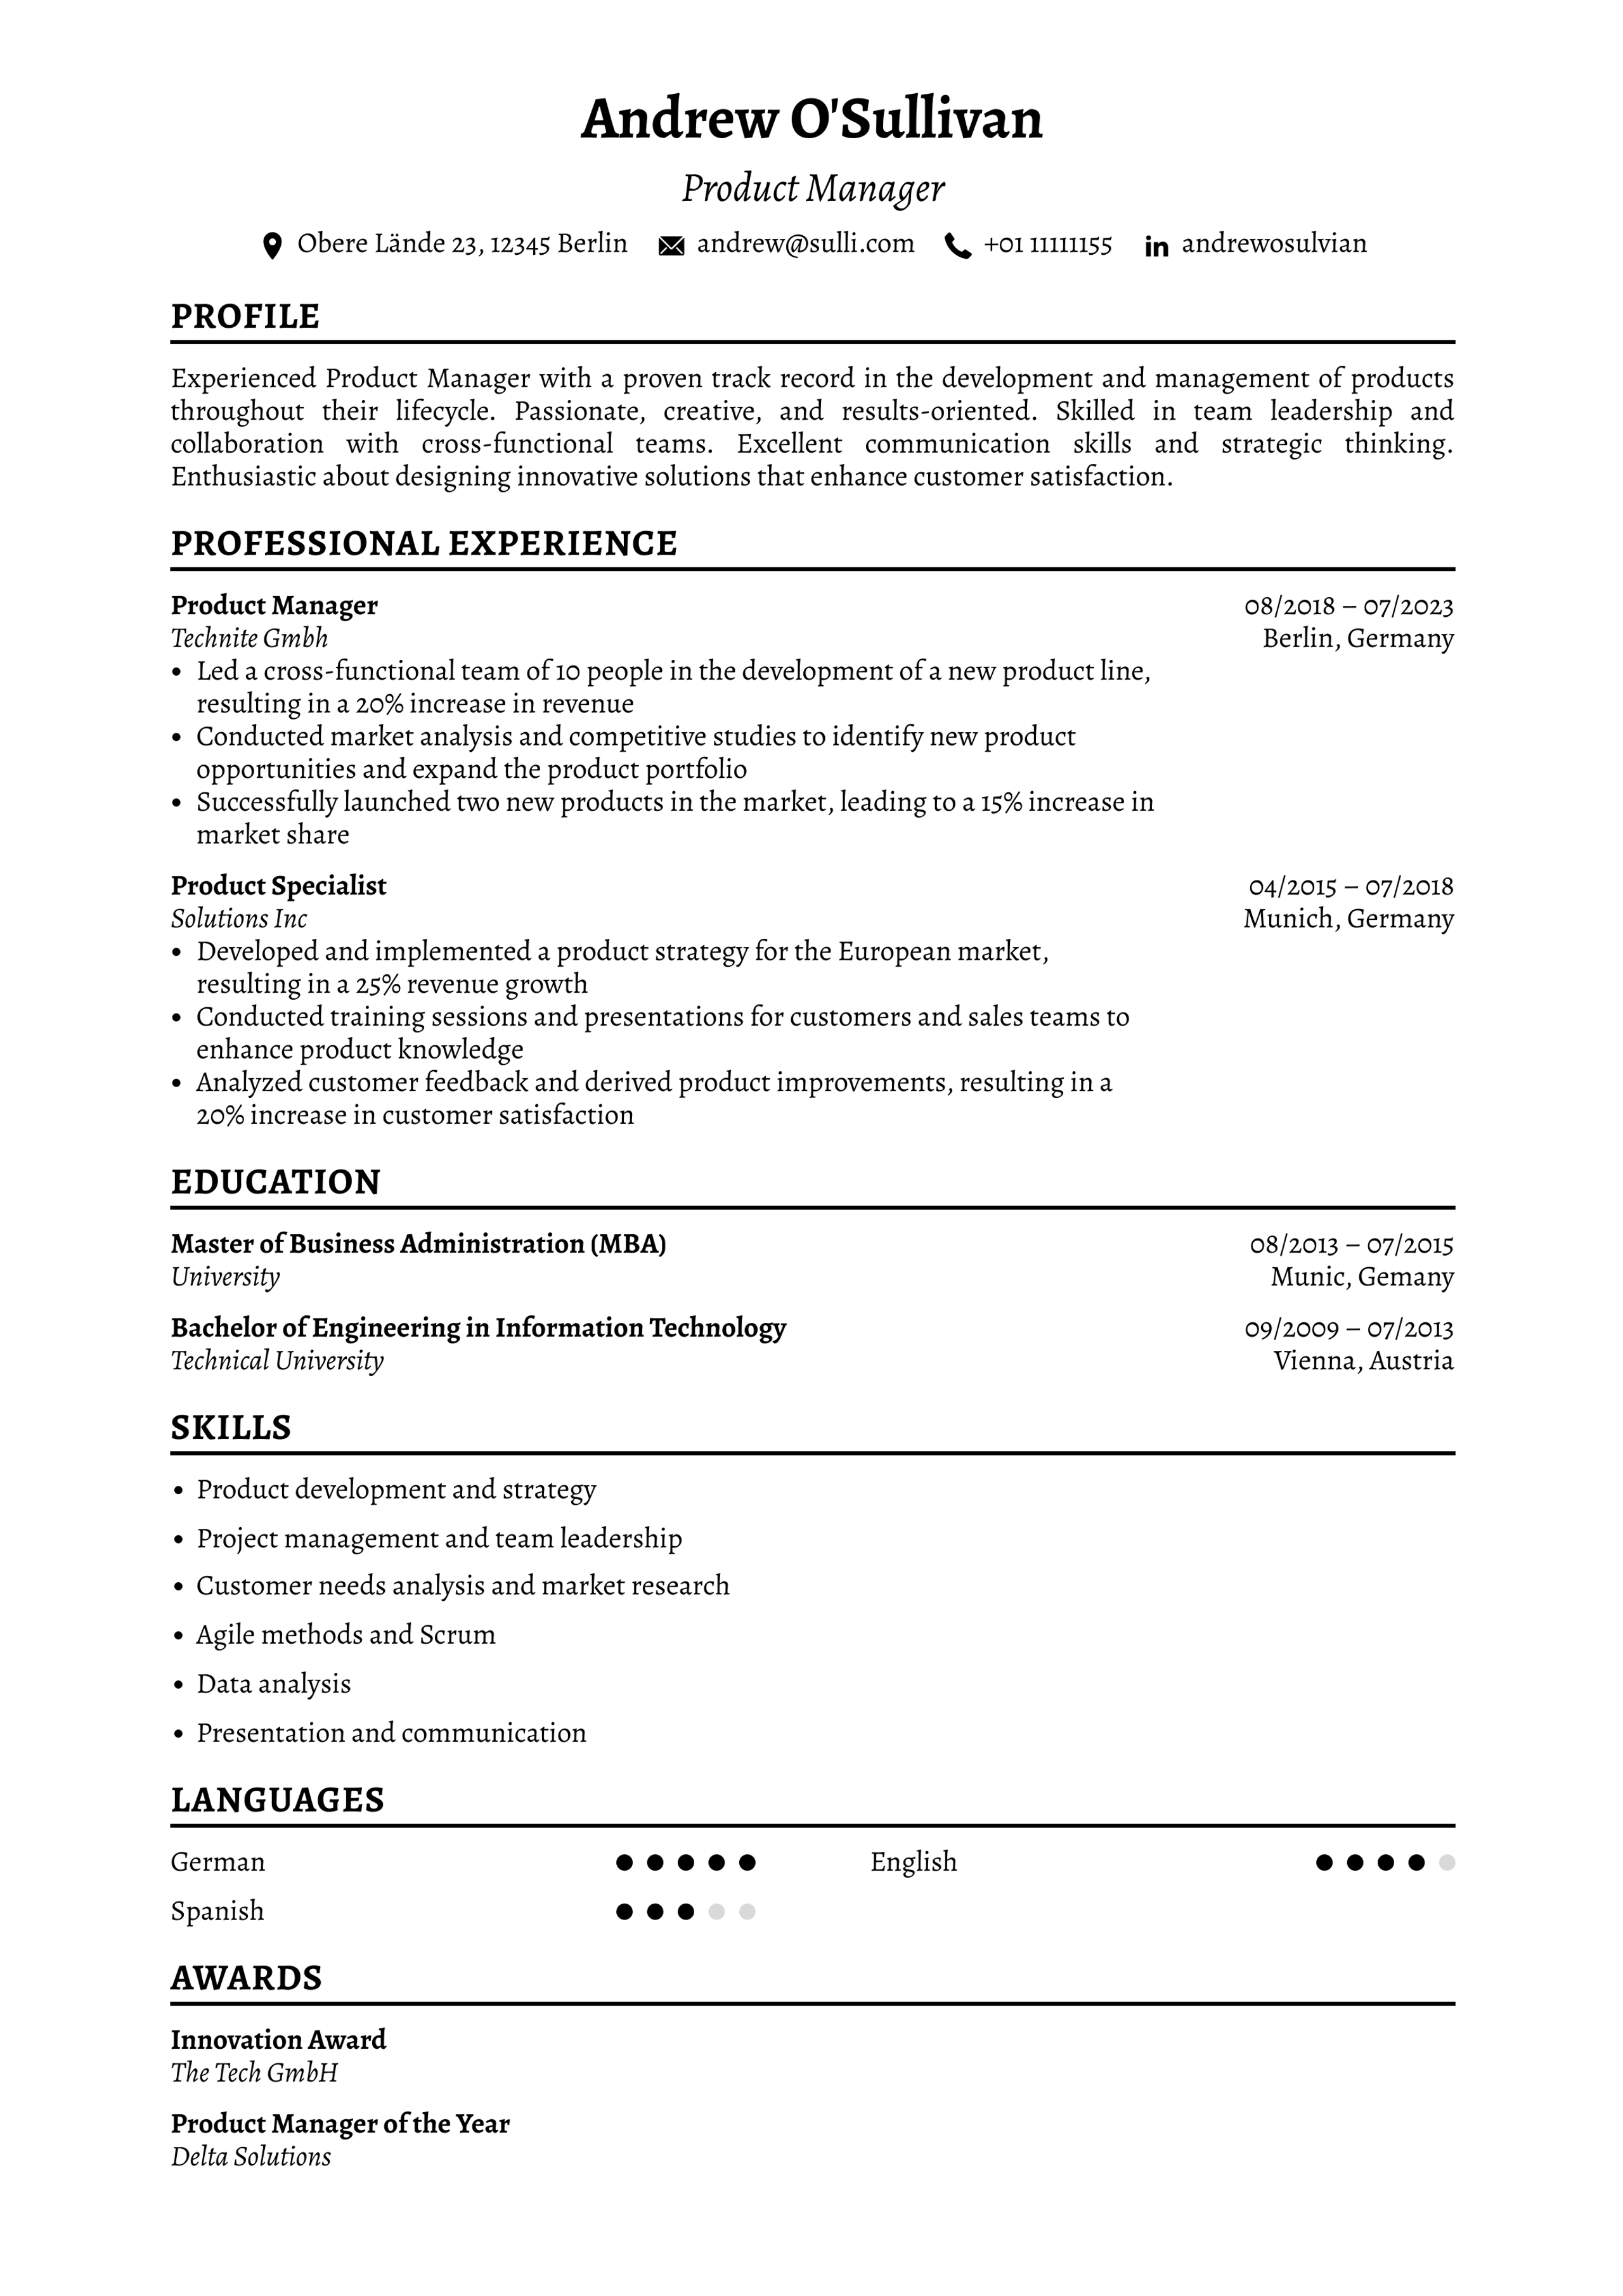 Andrew O'Sullivan
Product Manager
Obere Lände 23, 12345 Berlin andrew@sulli.com +01 11111155 andrewosulvian
PROFILE
Experienced Product Manager with a proven track record in the development and management of products
throughout their lifecycle. Passionate, creative, and results-oriented. Skilled in team leadership and
collaboration with cross-functional teams. Excellent communication skills and strategic thinking.
Enthusiastic about designing innovative solutions that enhance customer satisfaction.
PROFESSIONAL EXPERIENCE
Product Manager 08/2018 – 07/2023
Technite Gmbh Berlin, Germany
• Led a cross-functional team of 10 people in the development of a new product line,
resulting in a 20% increase in revenue
• Conducted market analysis and competitive studies to identify new product
opportunities and expand the product portfolio
• Successfully launched two new products in the market, leading to a 15% increase in
market share
Product Specialist 04/2015 – 07/2018
Solutions Inc Munich, Germany
• Developed and implemented a product strategy for the European market,
resulting in a 25% revenue growth
• Conducted training sessions and presentations for customers and sales teams to
enhance product knowledge
• Analyzed customer feedback and derived product improvements, resulting in a
20% increase in customer satisfaction
EDUCATION
Master of Business Administration (MBA) 08/2013 – 07/2015
University Munic, Gemany
Bachelor of Engineering in Information Technology 09/2009 – 07/2013
Technical University Vienna, Austria
SKILLS
• Product development and strategy
• Project management and team leadership
• Customer needs analysis and market research
• Agile methods and Scrum
• Data analysis
• Presentation and communication
LANGUAGES
German English
Spanish
AWARDS
Innovation Award
The Tech GmbH
Product Manager of the Year
Delta Solutions